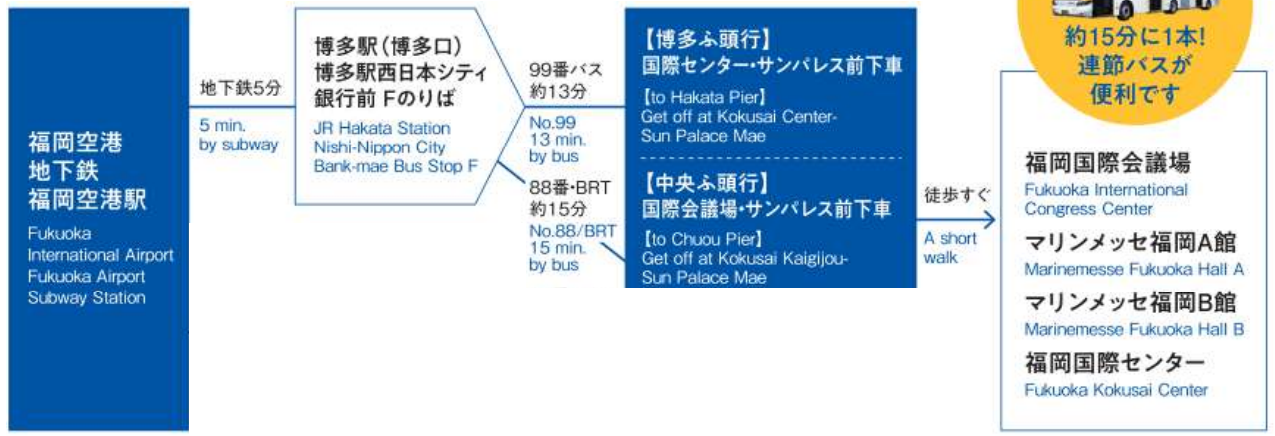 福岡空港
地下鉄
福岡空港駅
Fukuoka
International Airport
Fukuoka Airport
Subway Station
地下鉄5分
5 min.
by subway
博多駅(博多口)
博多駅西日本シティ
銀行前 Fのりば
JR Hakata Station
Nishi-Nippon City
Bank-mae Bus Stop F
99番バス
約13分
No.99
13 min.
by bus
88番・BRT
約15分
No.88/BRT
15 min.
by bus
【博多ふ頭行】
国際センター・サンパレス前下車
【to Hakata Pier】
Get off at Kokusai Center-
Sun Palace Mae
【中央ふ頭行】
国際会議場・サンパレス前下車
【to Chuou Pier】
Get off at Kokusai Kaigijou-
Sun Palace Mae
徒歩すぐ
A short
walk
約15分に1本!
連節バスが
便利です
福岡国際会議場
Fukuoka International
Congress Center
マリンメッセ福岡A館
Marinemesse Fukuoka Hall A
マリンメッセ福岡B館
Marinemesse Fukuoka Hall B
福岡国際センター
Fukuoka Kokusai Center